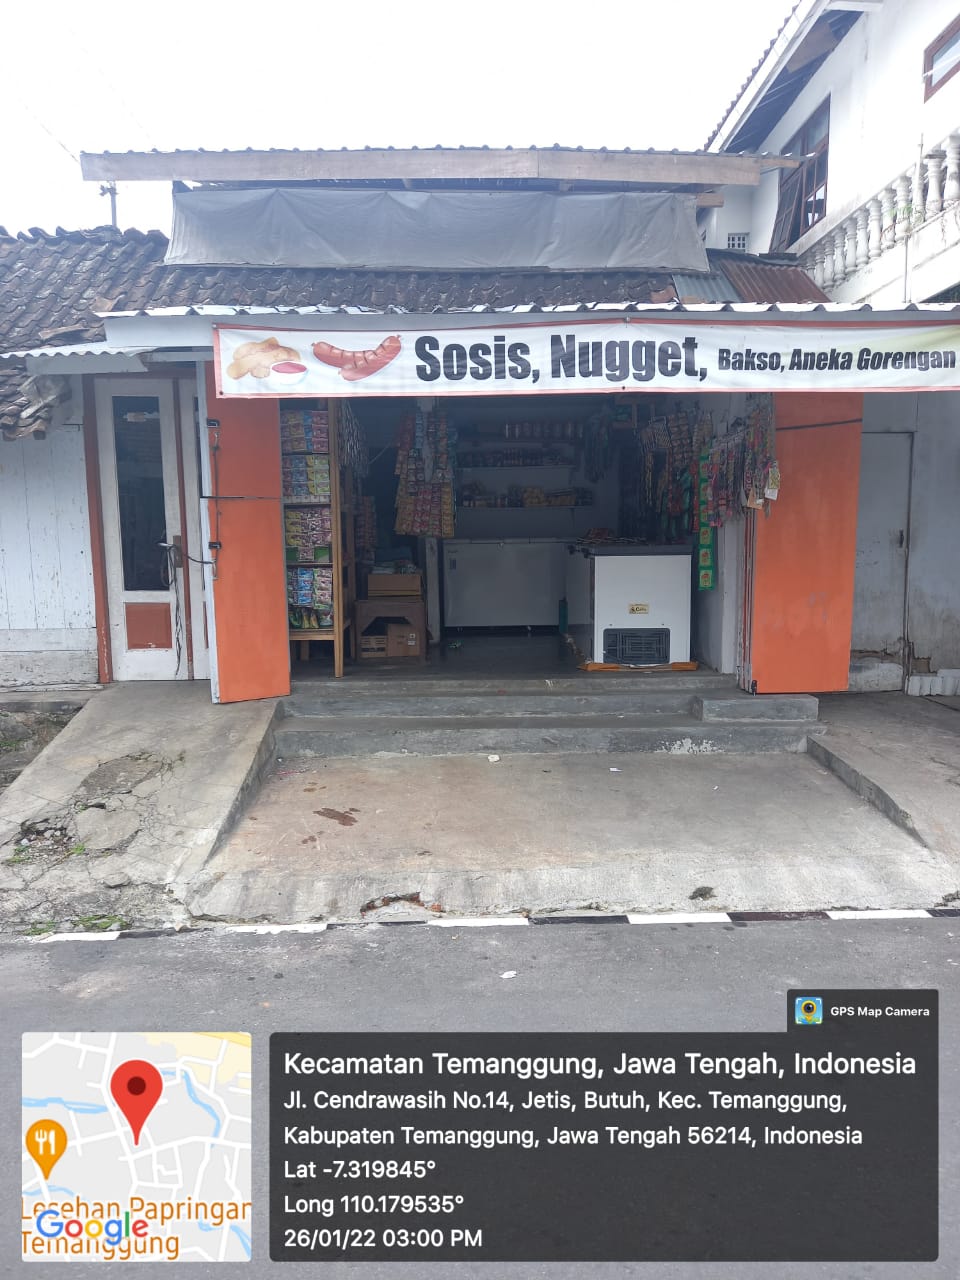 Sosis, Nugget, Bakso, Aneka Gorengan
GPS Map Camera
Kecamatan Temanggung, Jawa Tengah, Indonesia
Jl. Cendrawasih No.14, Jetis, Butuh, Kec. Temanggung,
Kabupaten Temanggung, Jawa Tengah 56214, Indonesia
Lat -7.319845°
Long 110.179535°
26/01/22 03:00 PM
Lesehan Papringan
Google
Temanggung